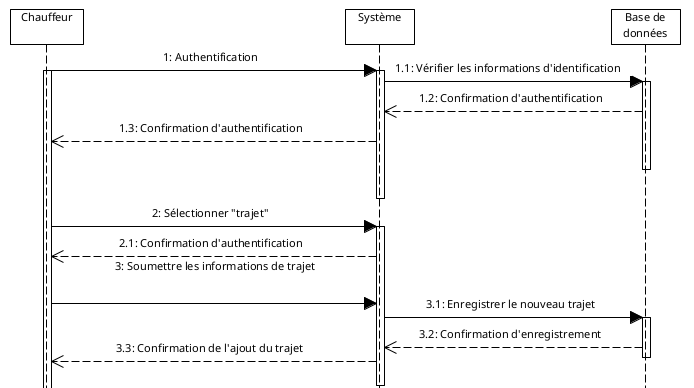 Chauffeur
Système
Base de
données
1: Authentification
1.1: Vérifier les informations d'identification
1.2: Confirmation d'authentification
1.3: Confirmation d'authentification
2: Sélectionner "trajet"
2.1: Confirmation d'authentification
3: Soumettre les informations de trajet
3.1: Enregistrer le nouveau trajet
3.2: Confirmation d'enregistrement
3.3: Confirmation de l'ajout du trajet